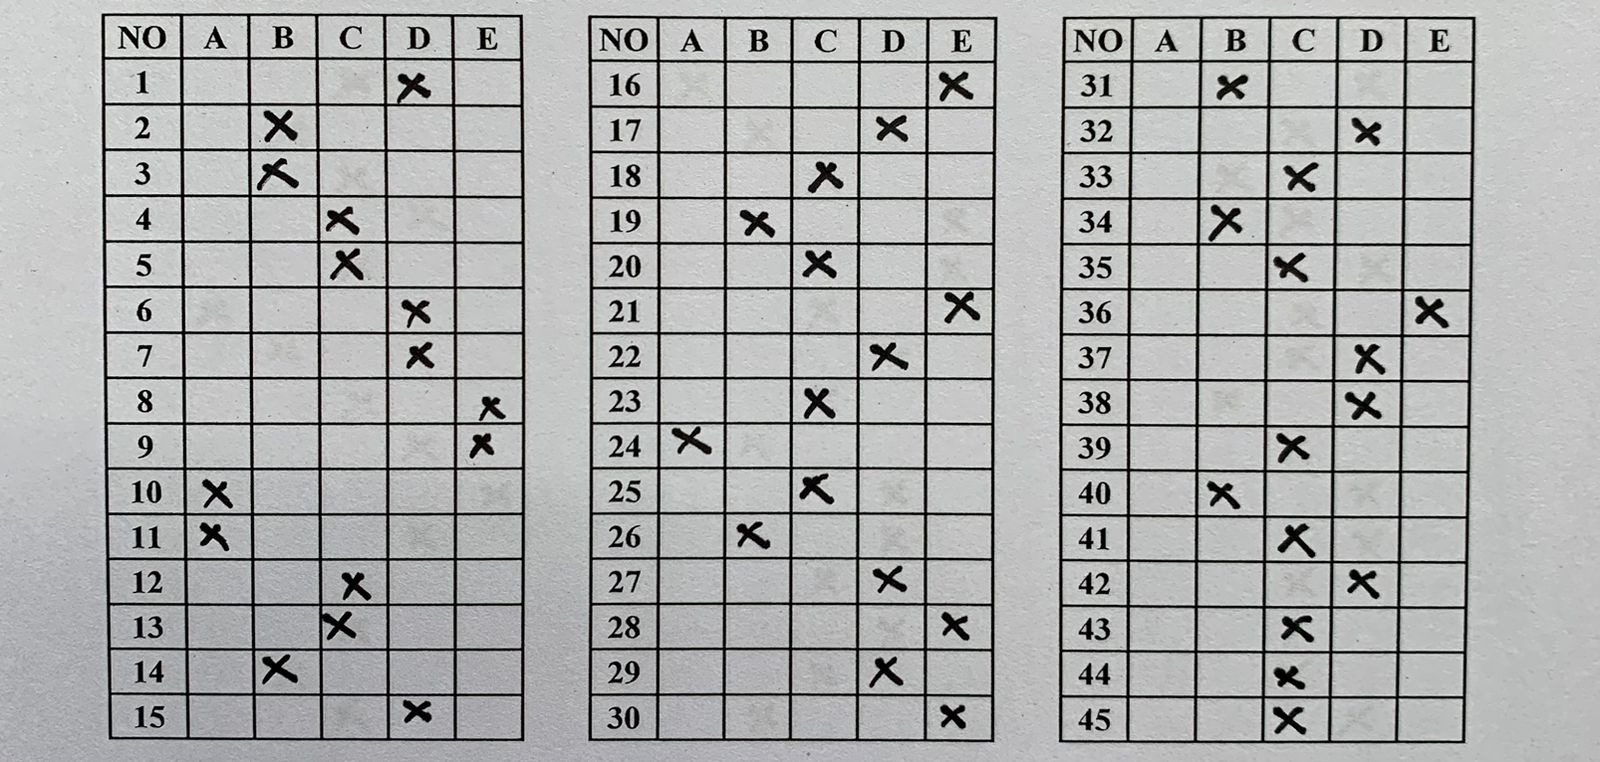 NO A B C D E
1 X
2 X
3 X
4 X
5 X
6 X
7 X
8 X
9 X
10 X
11 X
12 X
13 X
14 X
15 X
NO A B C D E
16 X
17 X
18 X
19 X
20 X
21 X
22 X
23 X
24 X
25 X
26 X
27 X
28 X
29 X
30 X
NO A B C D E
31 X
32 X
33 X
34 X
35 X
36 X
37 X
38 X
39 X
40 X
41 X
42 X
43 X
44 X
45 X